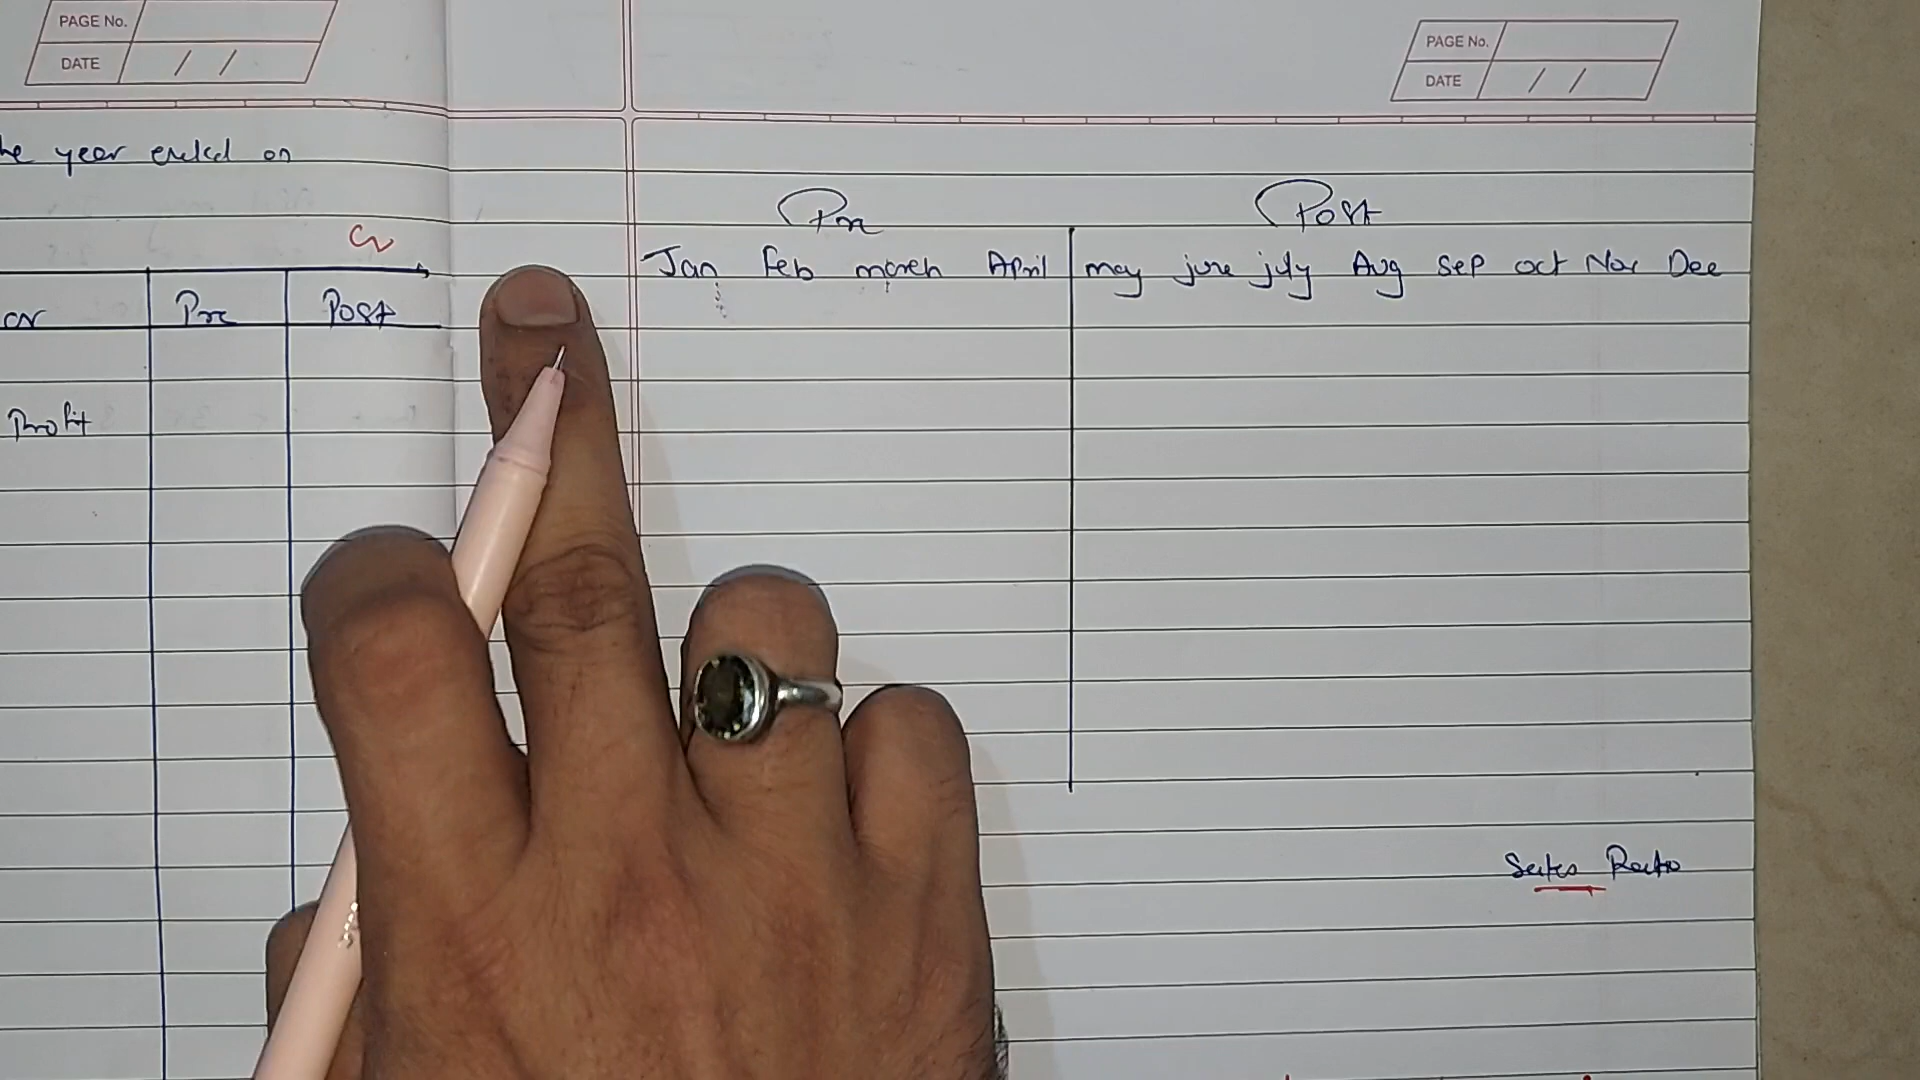 PAGE No.
DATE / /
PAGE No.
DATE / /
he year ended on
Pre Post
Cr
Jan Feb march April may june july Aug Sep oct Nov Dec
or Pre Post
Profit
Sales Ratio